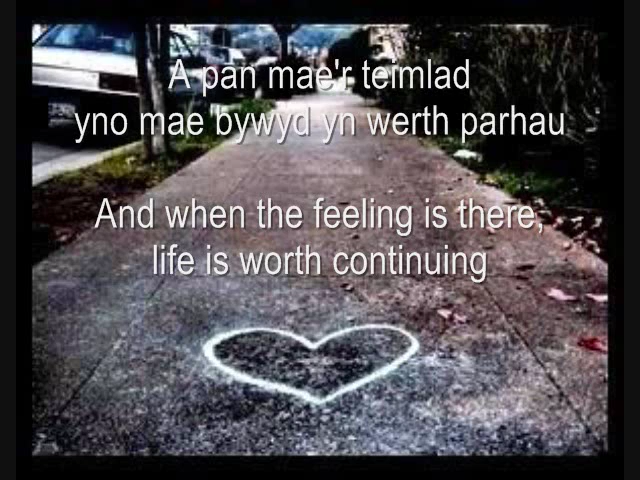 A pan mae'r teimlad
yno mae bywyd yn werth parhau
And when the feeling is there,
life is worth continuing